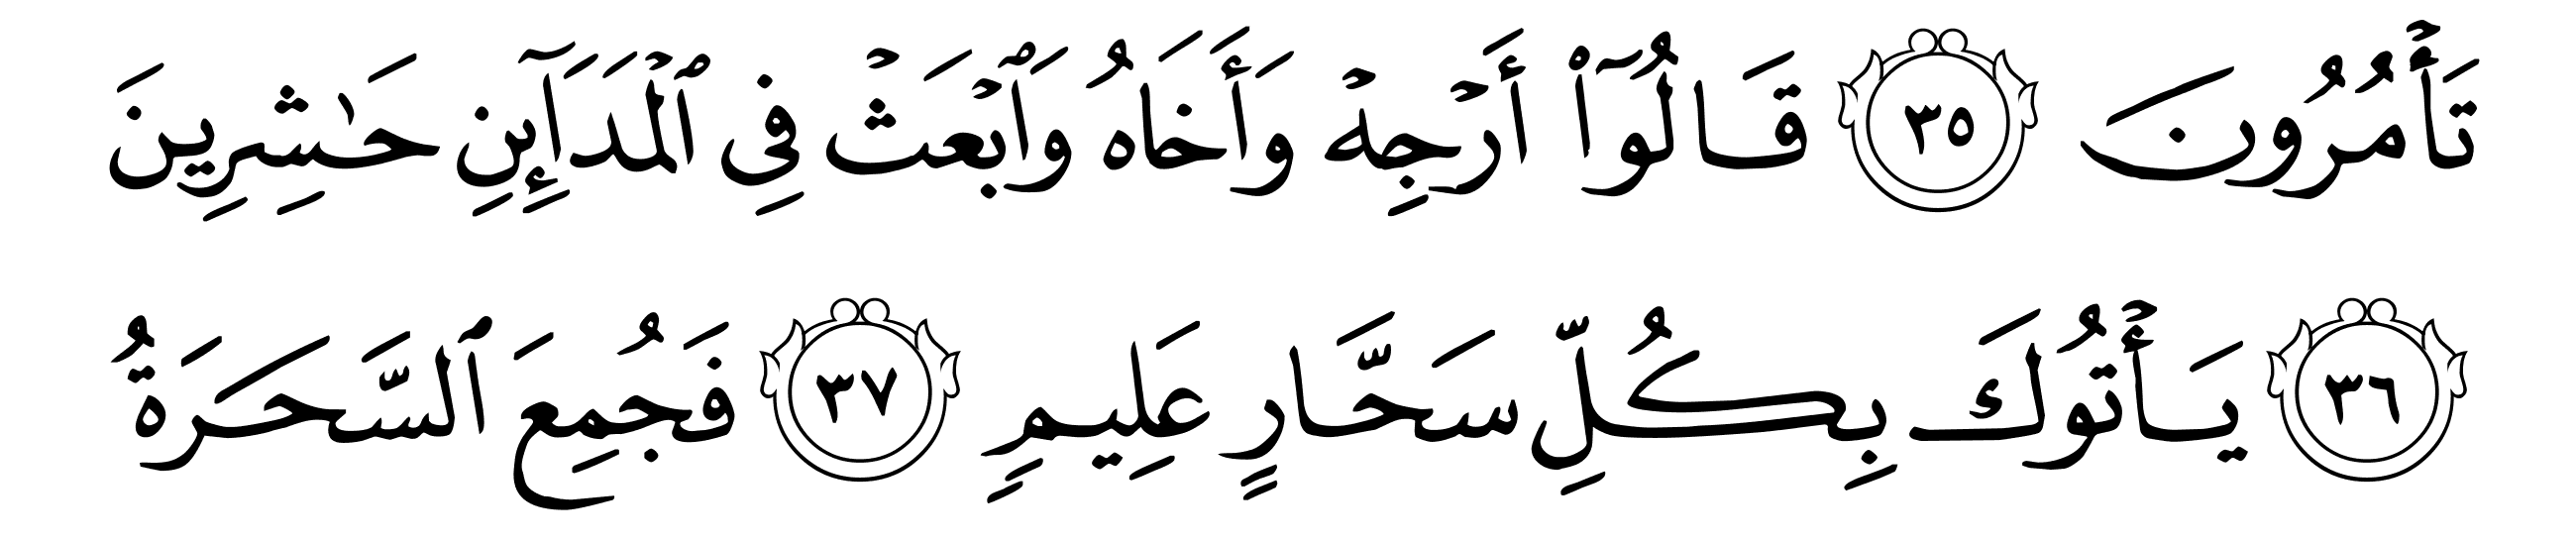 تَأۡمُرُونَ ٣٥ قَالُوٓاْ أَرۡجِهۡ وَأَخَاهُ وَٱبۡعَثۡ فِي ٱلۡمَدَآئِنِ حَٰشِرِينَ
٣٦ يَأۡتُوكَ بِكُلِّ سَحَّارٍ عَلِيمٖ ٣٧ فَجُمِعَ ٱلسَّحَرَةُ